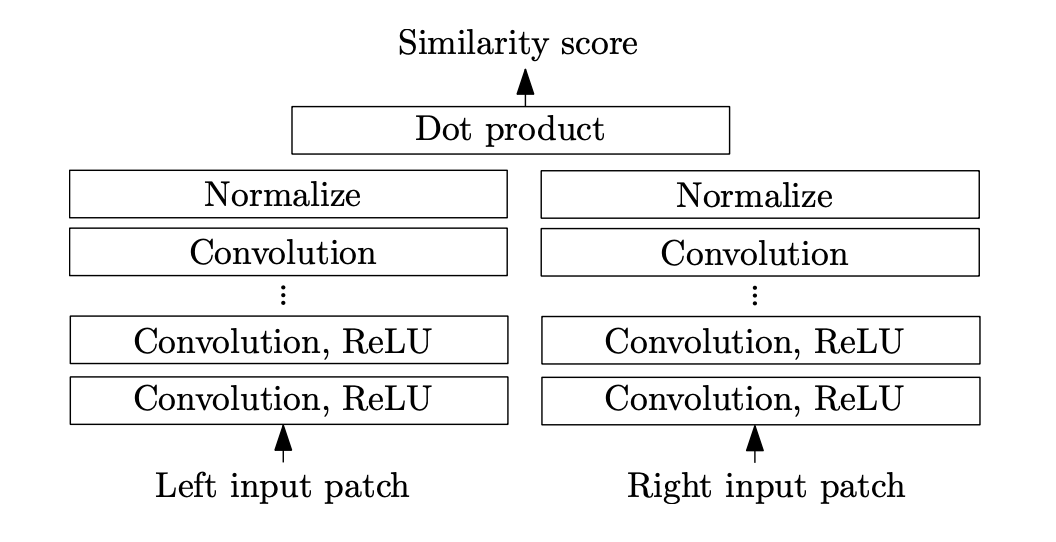 Similarity score
Dot product
Normalize
Normalize
Convolution
Convolution
Convolution, ReLU
Convolution, ReLU
Convolution, ReLU
Convolution, ReLU
Left input patch
Right input patch